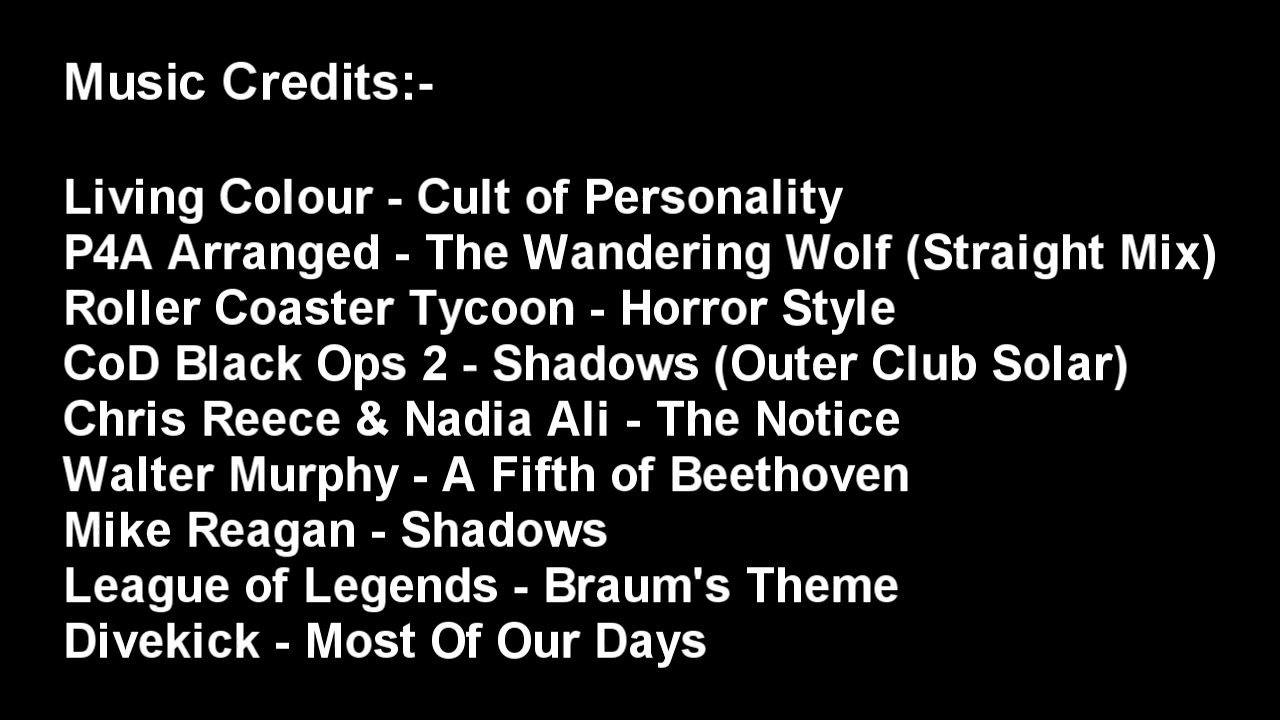 Music Credits:-
Living Colour - Cult of Personality
P4A Arranged - The Wandering Wolf (Straight Mix)
Roller Coaster Tycoon - Horror Style
CoD Black Ops 2 - Shadows (Outer Club Solar)
Chris Reece & Nadia Ali - The Notice
Walter Murphy - A Fifth of Beethoven
Mike Reagan - Shadows
League of Legends - Braum's Theme
Divekick - Most Of Our Days